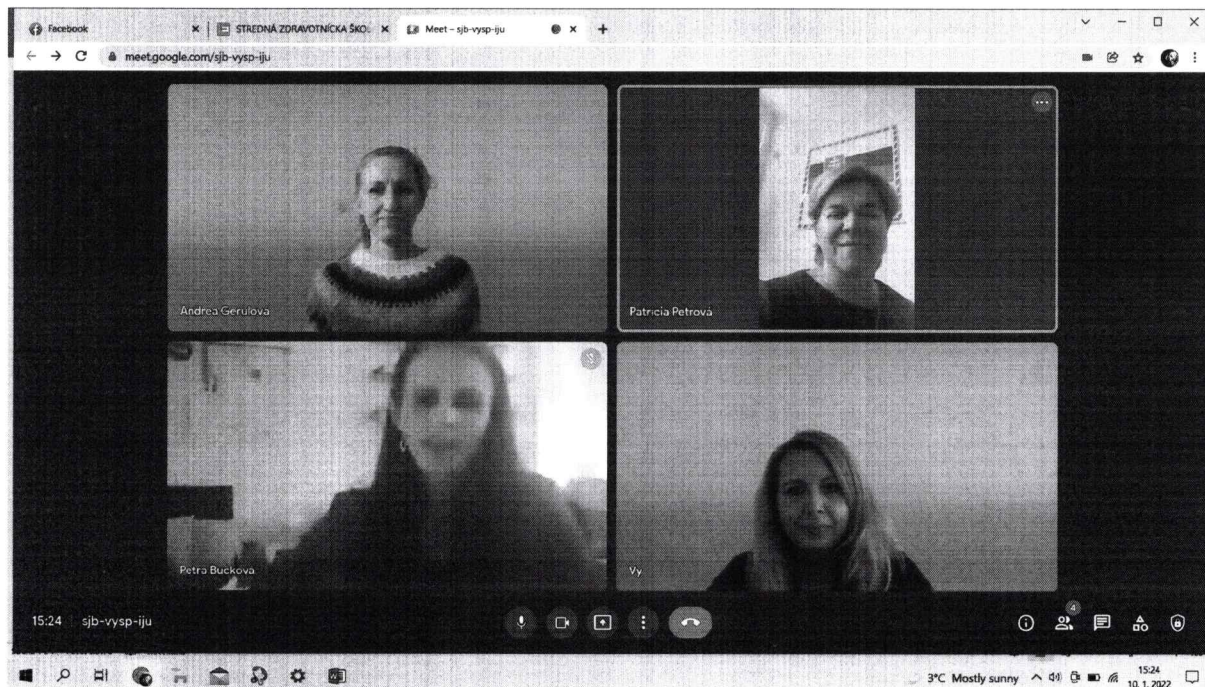 Facebook
STREDNÁ ZDRAVOTNÍCKA ŠKOL
Meet – sjb-vysp-iju
meet.google.com/sjb-vysp-iju
Andrea Gerulova
Patricia Petrová
Petra Buckova
Vy
15:24 sjb-vysp-iju
4
3°C Mostly sunny
15:24
10. 1. 2022